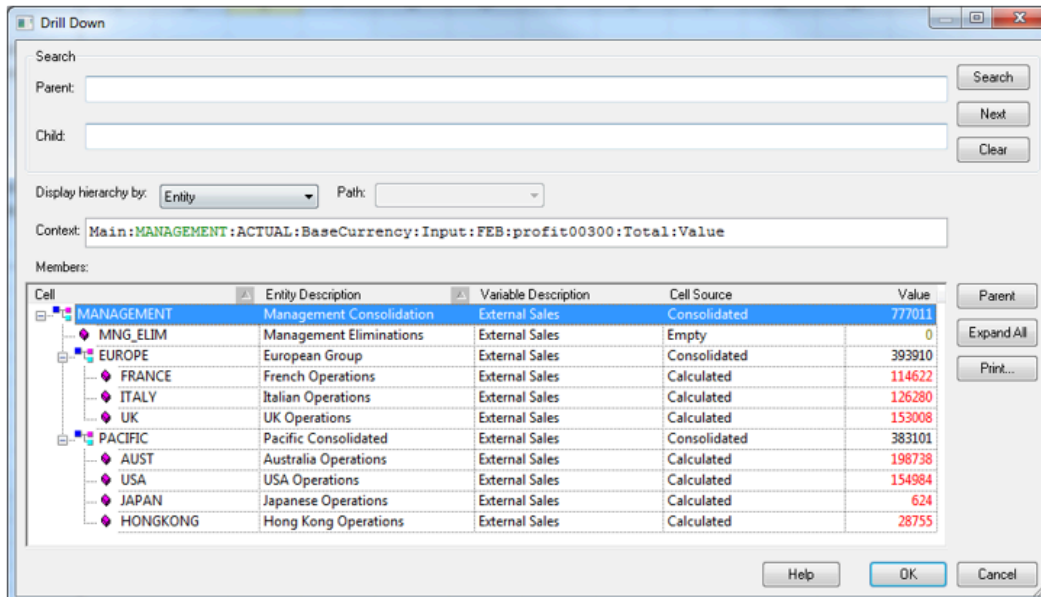 Drill Down
Search
Parent:
Search
Next
Child:
Clear
Display hierarchy by: Entity Path:
Context: Main:MANAGEMENT:ACTUAL:BaseCurrency:Input:FEB:profit00300:Total:Value
Members:
Cell Entity Description Variable Description Cell Source Value
Parent
MANAGEMENT Management Consolidation External Sales Consolidated 777011
MNG_ELIM Management Eliminations External Sales Empty 0
Expand All
EUROPE European Group External Sales Consolidated 393910
FRANCE French Operations External Sales Calculated 114622
Print...
ITALY Italian Operations External Sales Calculated 126280
UK UK Operations External Sales Calculated 153008
PACIFIC Pacific Consolidated External Sales Consolidated 383101
AUST Australia Operations External Sales Calculated 198738
USA USA Operations External Sales Calculated 154984
JAPAN Japanese Operations External Sales Calculated 624
HONGKONG Hong Kong Operations External Sales Calculated 28755
Help OK Cancel